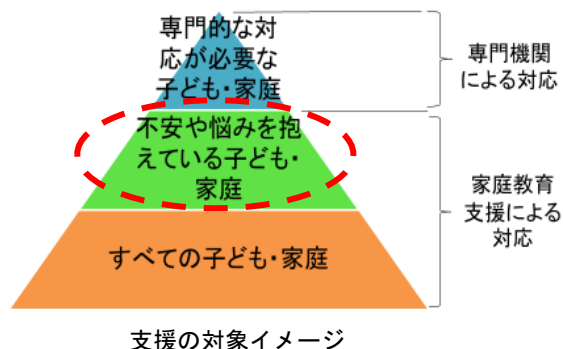 専門的な対
応が必要な
子ども・家庭
専門機関
による対応
不安や悩みを抱
えている子ども・
家庭
家庭教育
支援による
対応
すべての子ども・家庭
支援の対象イメージ